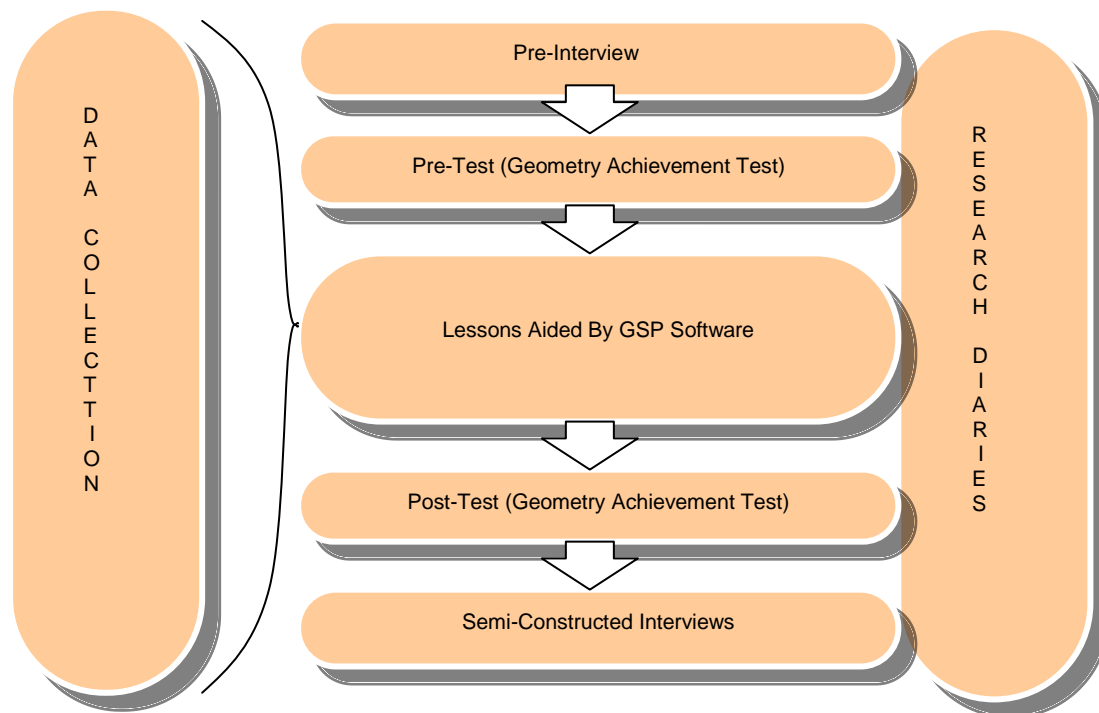 DATA COLLECTTION
Pre-Interview
Pre-Test (Geometry Achievement Test)
Lessons Aided By GSP Software
Post-Test (Geometry Achievement Test)
Semi-Constructed Interviews
RESEARCH DIARIES